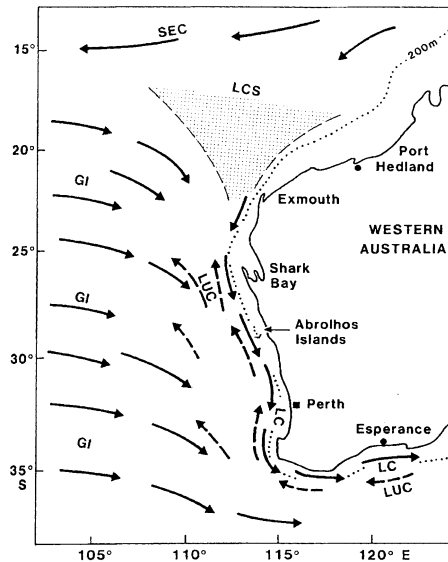 15°
20°
25°
30°
35°
S
105°
110°
115°
120° E
SEC
200m
LCS
Port
Hedland
GI
Exmouth
WESTERN
AUSTRALIA
Shark
Bay
LUC
GI
Abrolhos
Islands
LC
Perth
GI
Esperance
LC
LUC